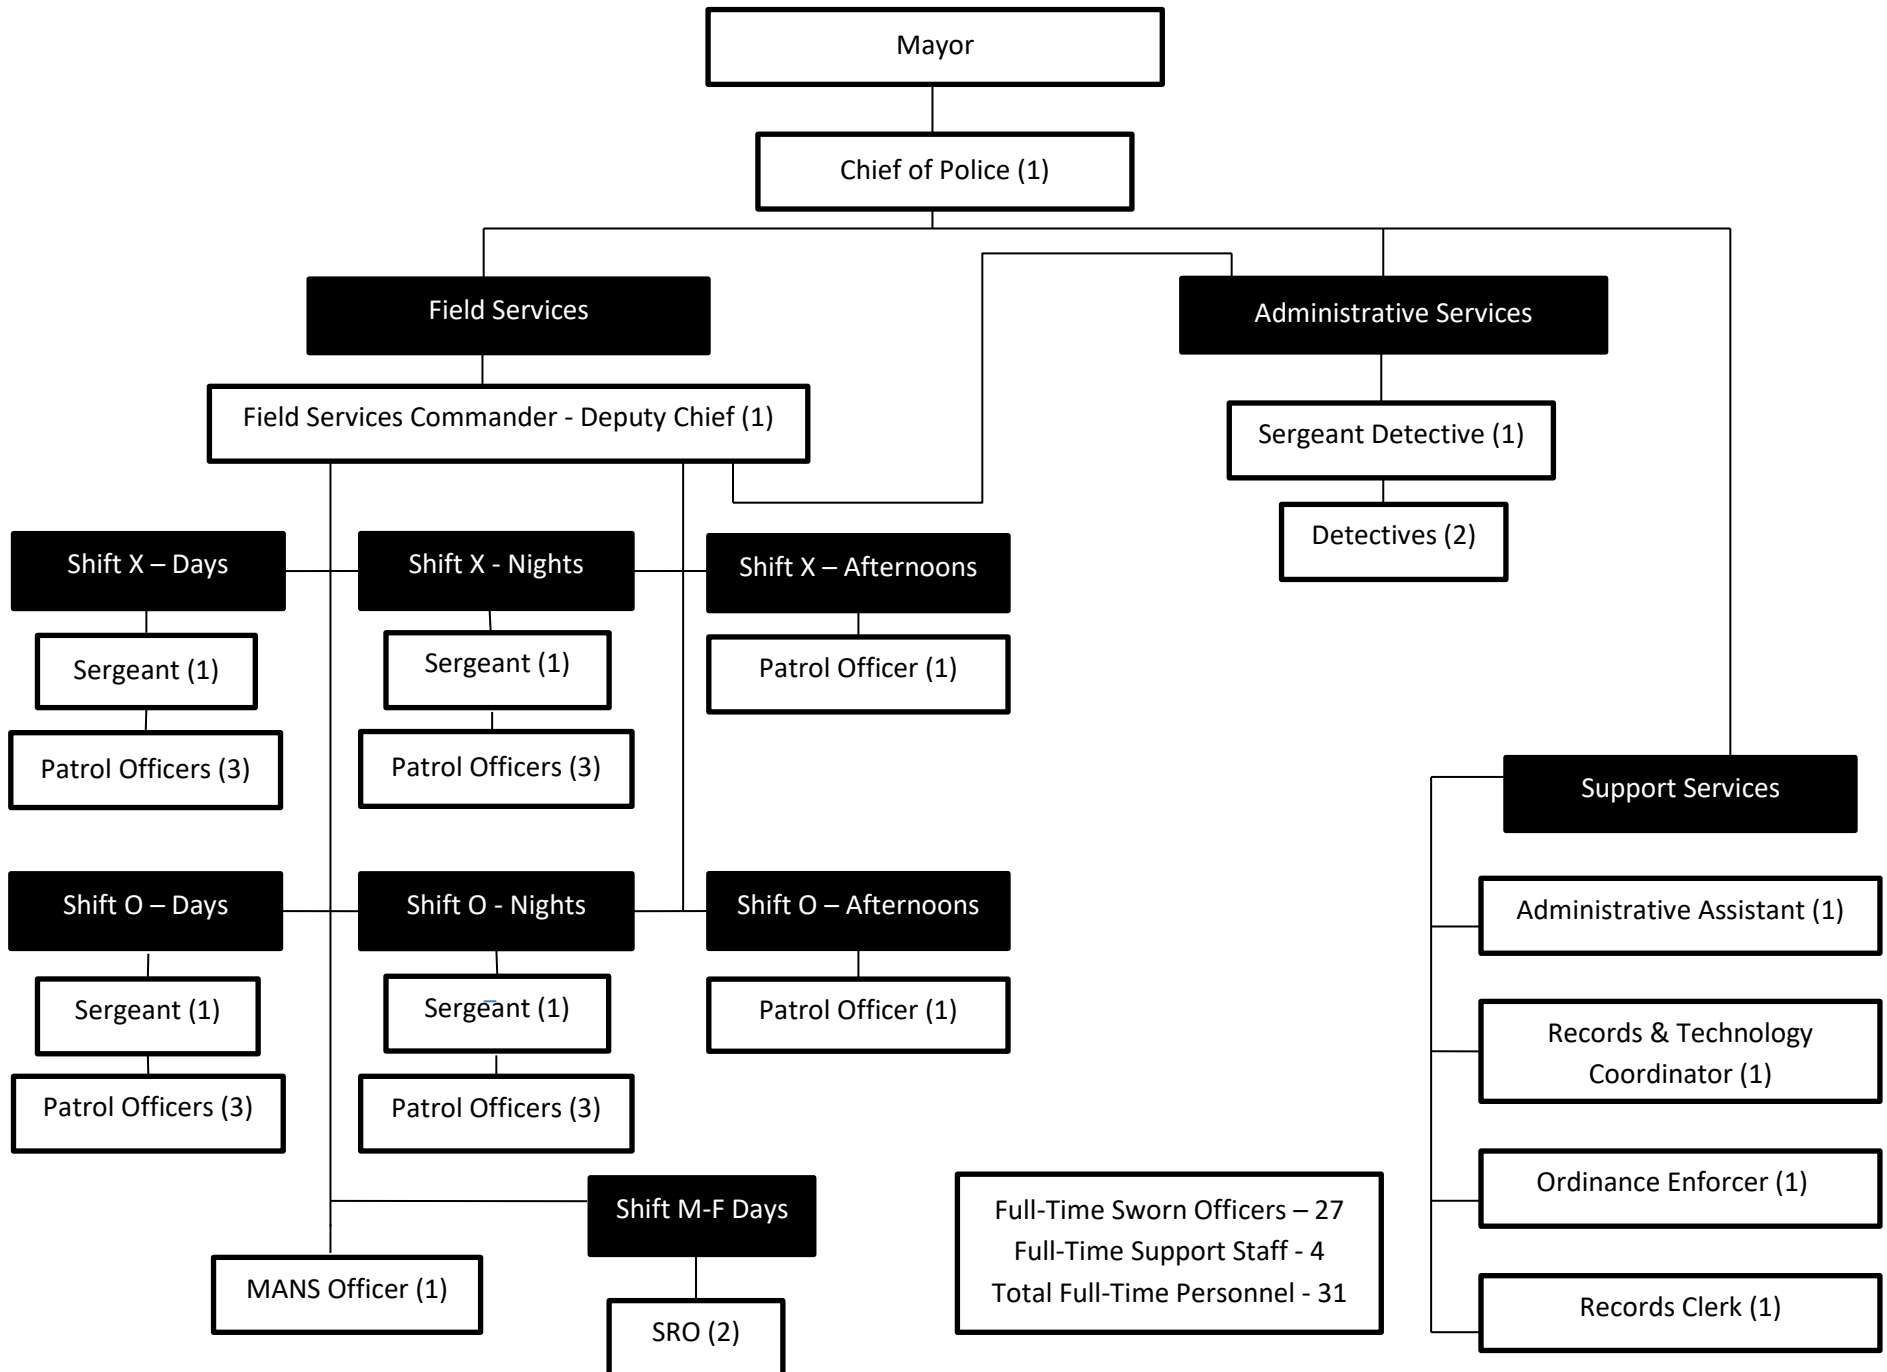 Mayor
Chief of Police (1)
Field Services
Administrative Services
Field Services Commander - Deputy Chief (1)
Sergeant Detective (1)
Detectives (2)
Shift X – Days
Shift X - Nights
Shift X – Afternoons
Sergeant (1)
Sergeant (1)
Patrol Officer (1)
Patrol Officers (3)
Patrol Officers (3)
Support Services
Shift O – Days
Shift O - Nights
Shift O – Afternoons
Administrative Assistant (1)
Sergeant (1)
Sergeant (1)
Patrol Officer (1)
Records & Technology
Coordinator (1)
Patrol Officers (3)
Patrol Officers (3)
Ordinance Enforcer (1)
Shift M-F Days
Full-Time Sworn Officers – 27
Full-Time Support Staff - 4
Total Full-Time Personnel - 31
MANS Officer (1)
SRO (2)
Records Clerk (1)